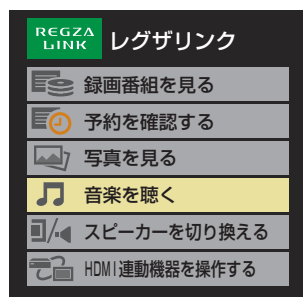 REGZA
LINK
レグザリンク
録画番組を見る
予約を確認する
写真を見る
音楽を聴く
スピーカーを切り換える
HDMI連動機器を操作する